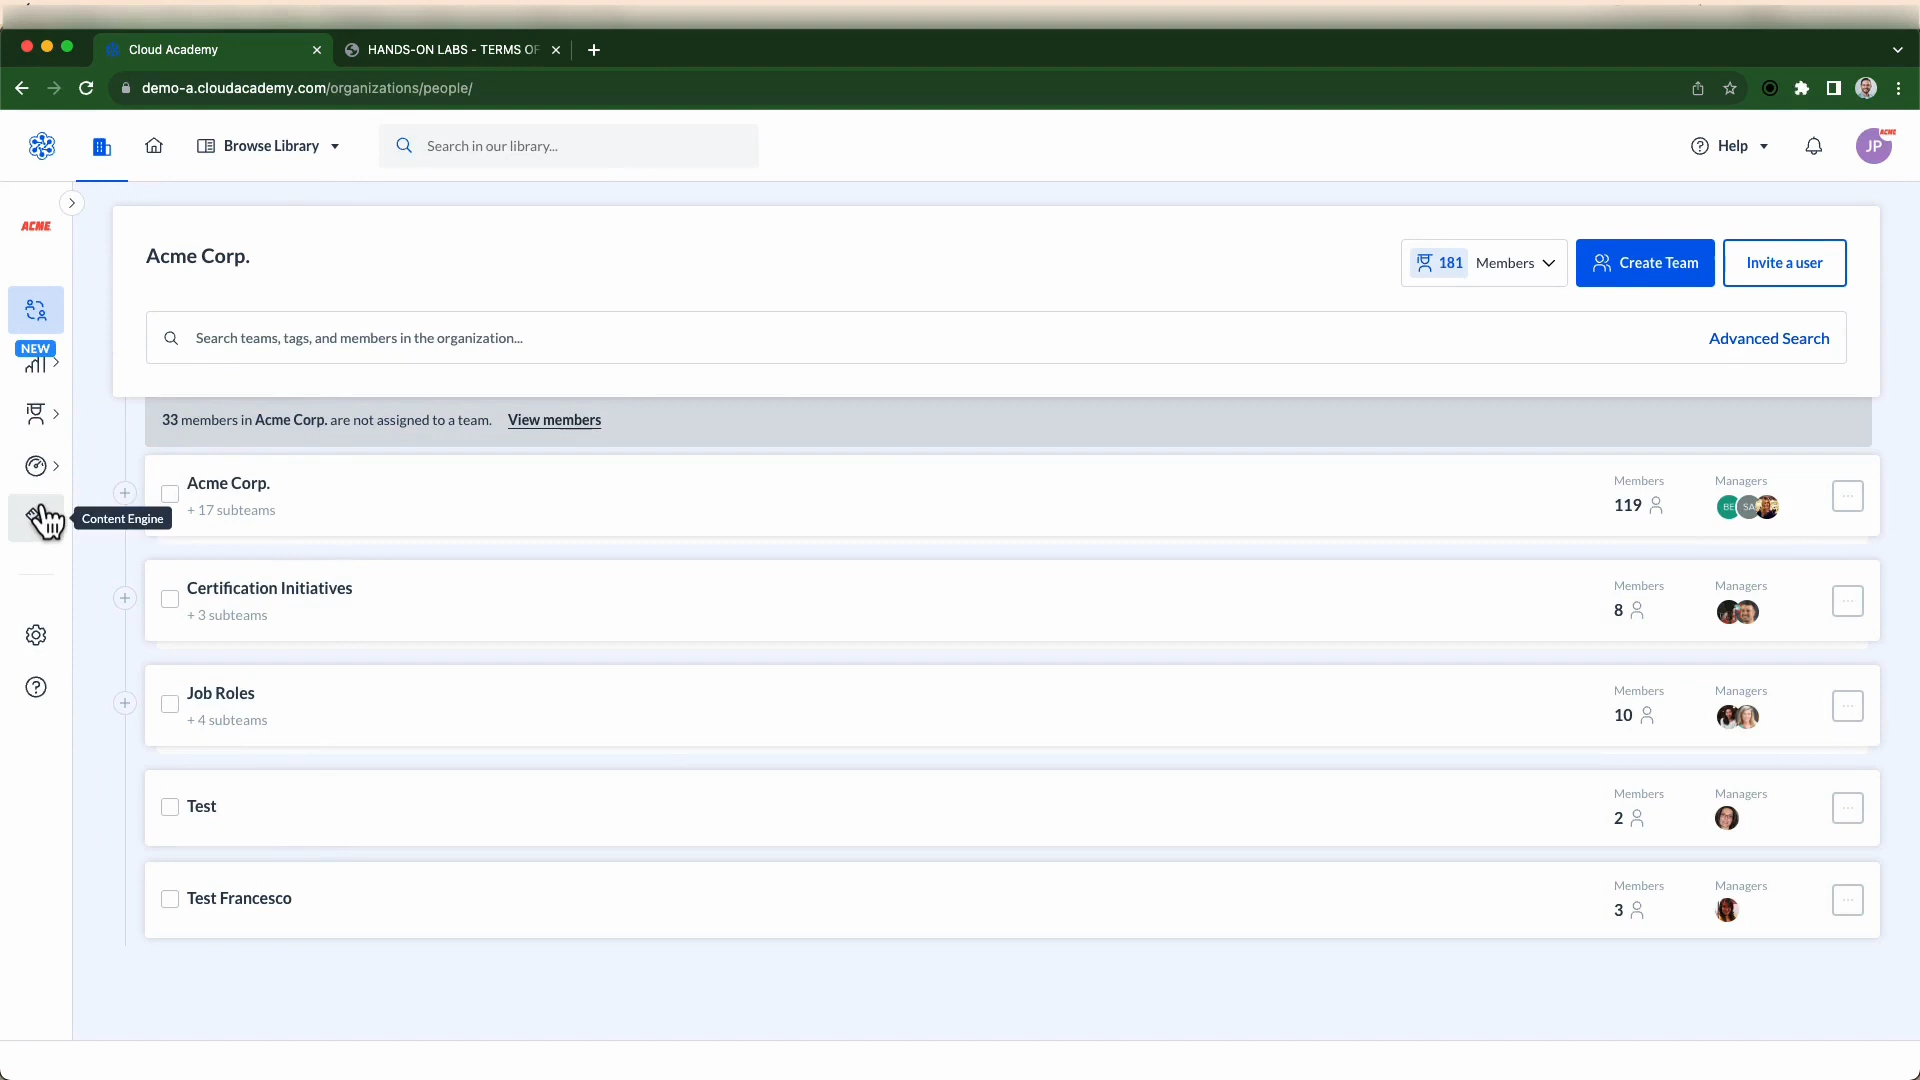 Cloud Academy
HANDS-ON LABS - TERMS OF
demo-a.cloudacademy.com/organizations/people/
Browse Library
Search in our library...
Help
JP
ACME
ACME
Acme Corp.
181 Members
Create Team
Invite a user
Search teams, tags, and members in the organization...
Advanced Search
NEW
33 members in Acme Corp. are not assigned to a team. View members
Acme Corp.
+ 17 subteams
Members
119
Managers
BE
SA
Content Engine
Certification Initiatives
+ 3 subteams
Members
8
Managers
Job Roles
+ 4 subteams
Members
10
Managers
Test
Members
2
Managers
Test Francesco
Members
3
Managers